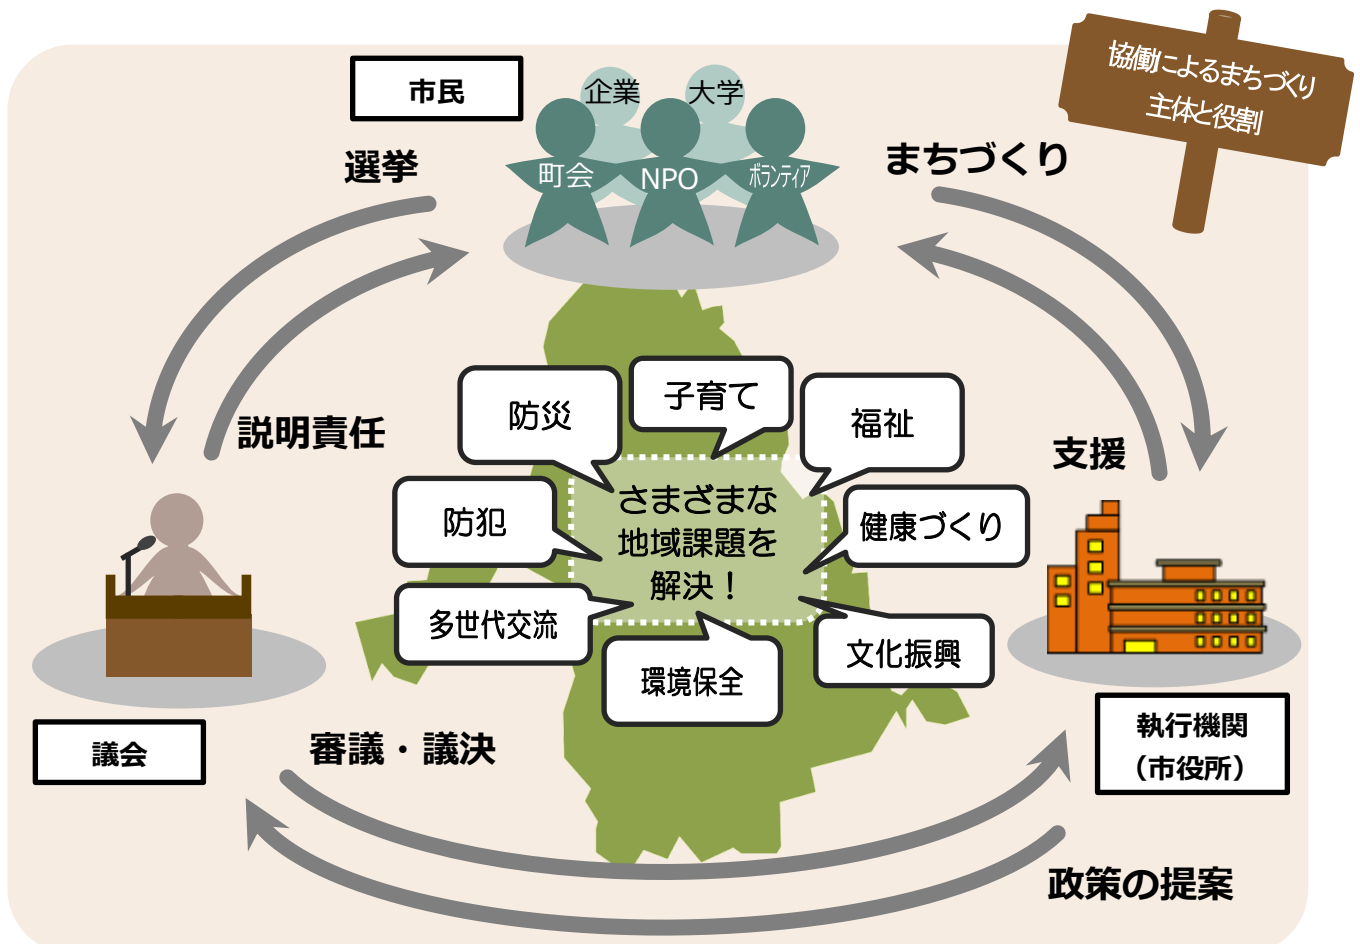 協働によるまちづくり
主体と役割
市民
企業
大学
町会
NPO
ボランティア
選挙
まちづくり
説明責任
支援
防災
子育て
福祉
防犯
さまざまな
地域課題を
解決！
健康づくり
多世代交流
環境保全
文化振興
議会
審議・議決
執行機関
（市役所）
政策の提案